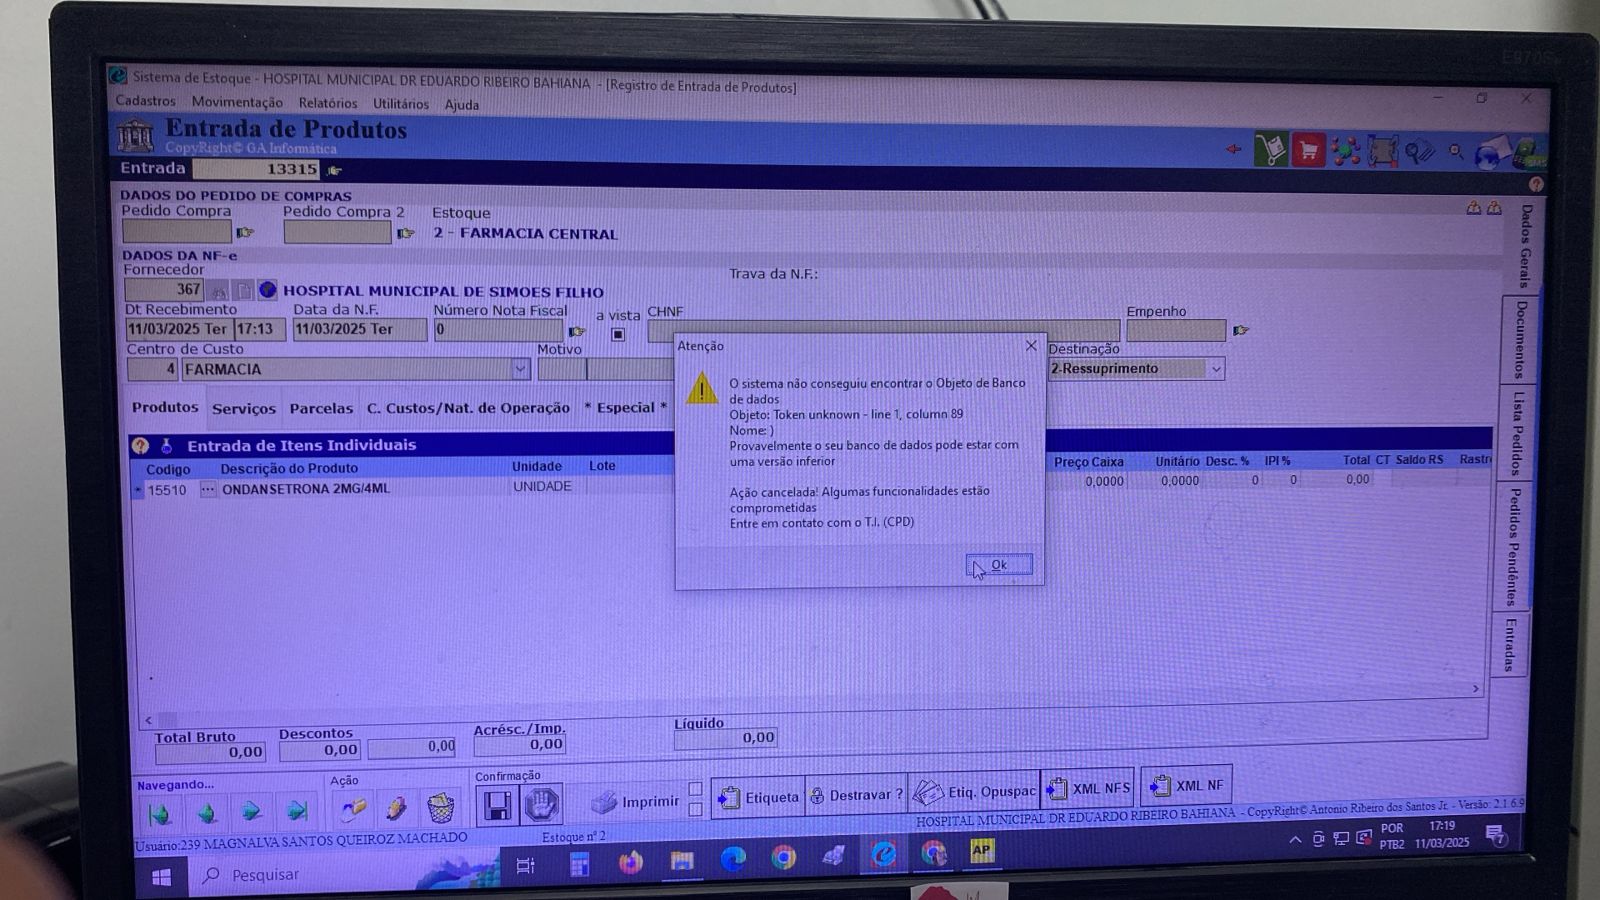 E970S
Sistema de Estoque - HOSPITAL MUNICIPAL DR EDUARDO RIBEIRO BAHIANA - [Registro de Entrada de Produtos]
Cadastros Movimentação Relatórios Utilitários Ajuda
Entrada de Produtos
CopyRight© GA Informática
Entrada 13315
DADOS DO PEDIDO DE COMPRAS
Pedido Compra Pedido Compra 2 Estoque
2 - FARMACIA CENTRAL
DADOS DA NF-e
Fornecedor Trava da N.F.:
367 HOSPITAL MUNICIPAL DE SIMOES FILHO
Dt Recebimento Data da N.F. Número Nota Fiscal a vista CHNF Empenho
11/03/2025 Ter 17:13 11/03/2025 Ter 0
Centro de Custo Motivo Destinação
4 FARMACIA 2-Ressuprimento
Produtos Serviços Parcelas C. Custos/Nat. de Operação * Especial *
Entrada de Itens Individuais
Codigo Descrição do Produto Unidade Lote Preço Caixa Unitário Desc. % IPI % Total CT Saldo RS Rastr
* 15510 ... ONDANSETRONA 2MG/4ML UNIDADE 0,0000 0,0000 0 0 0,00
Atenção
O sistema não conseguiu encontrar o Objeto de Banco
de dados
Objeto: Token unknown - line 1, column 89
Nome: )
Provavelmente o seu banco de dados pode estar com
uma versão inferior
Ação cancelada! Algumas funcionalidades estão
comprometidas
Entre em contato com o T.I. (CPD)
Ok
Dados Gerais
Documentos
Lista Pedidos
Pedidos Pendêntes
Entradas
Total Bruto Descontos Acrésc./Imp. Líquido
0,00 0,00 0,00 0,00 0,00
Navegando... Ação Confirmação
Imprimir Etiqueta Destravar ? Etiq. Opuspac XML NFS XML NF
HOSPITAL MUNICIPAL DR EDUARDO RIBEIRO BAHIANA - CopyRight© Antonio Ribeiro dos Santos Jr. - Versão: 2.1.6.9
Usuário:239 MAGNALVA SANTOS QUEIROZ MACHADO Estoque nº 2
Pesquisar
AP
POR
PTB2
17:19
11/03/2025
7